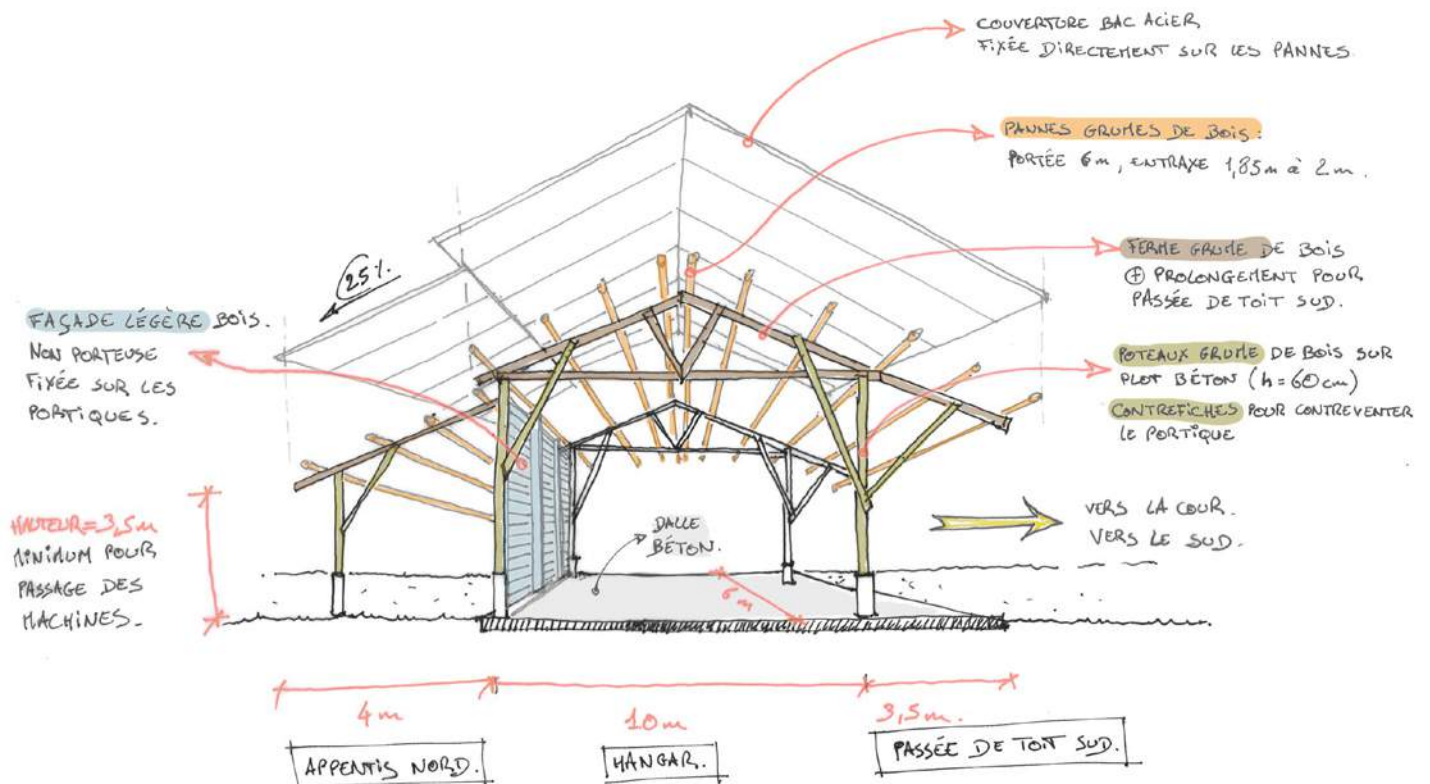 COUVERTURE BAC ACIER
FIXÉE DIRECTEMENT SUR LES PANNES
PANNES GRUMES DE BOIS :
PORTÉE 6m, ENTRAXE 1,85m à 2m.
FERME GRUME DE BOIS
⊕ PROLONGEMENT POUR
PASSÉE DE TOIT SUD.
25%
FAÇADE LÉGÈRE BOIS.
NON PORTEUSE
FIXÉE SUR LES
PORTIQUES.
POTEAUX GRUME DE BOIS SUR
PLOT BÉTON (h=60cm)
CONTREFICHES POUR CONTREVENTER
LE PORTIQUE
HAUTEUR=3,5m
MINIMUM POUR
PASSAGE DES
MACHINES.
DALLE
BÉTON.
6m
VERS LA COUR.
VERS LE SUD.
4m
10m
3,5m.
APPENTIS NORD.
HANGAR.
PASSÉE DE TOIT SUD.